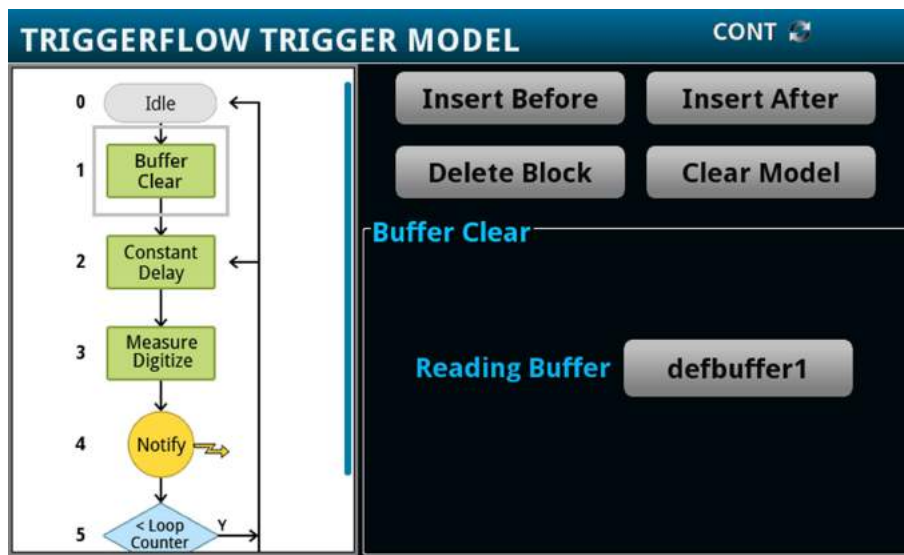 TRIGGERFLOW TRIGGER MODEL
CONT
0
Idle
1
Buffer
Clear
2
Constant
Delay
3
Measure
Digitize
4
Notify
5
< Loop
Counter
Y
Insert Before
Insert After
Delete Block
Clear Model
Buffer Clear
Reading Buffer
defbuffer1